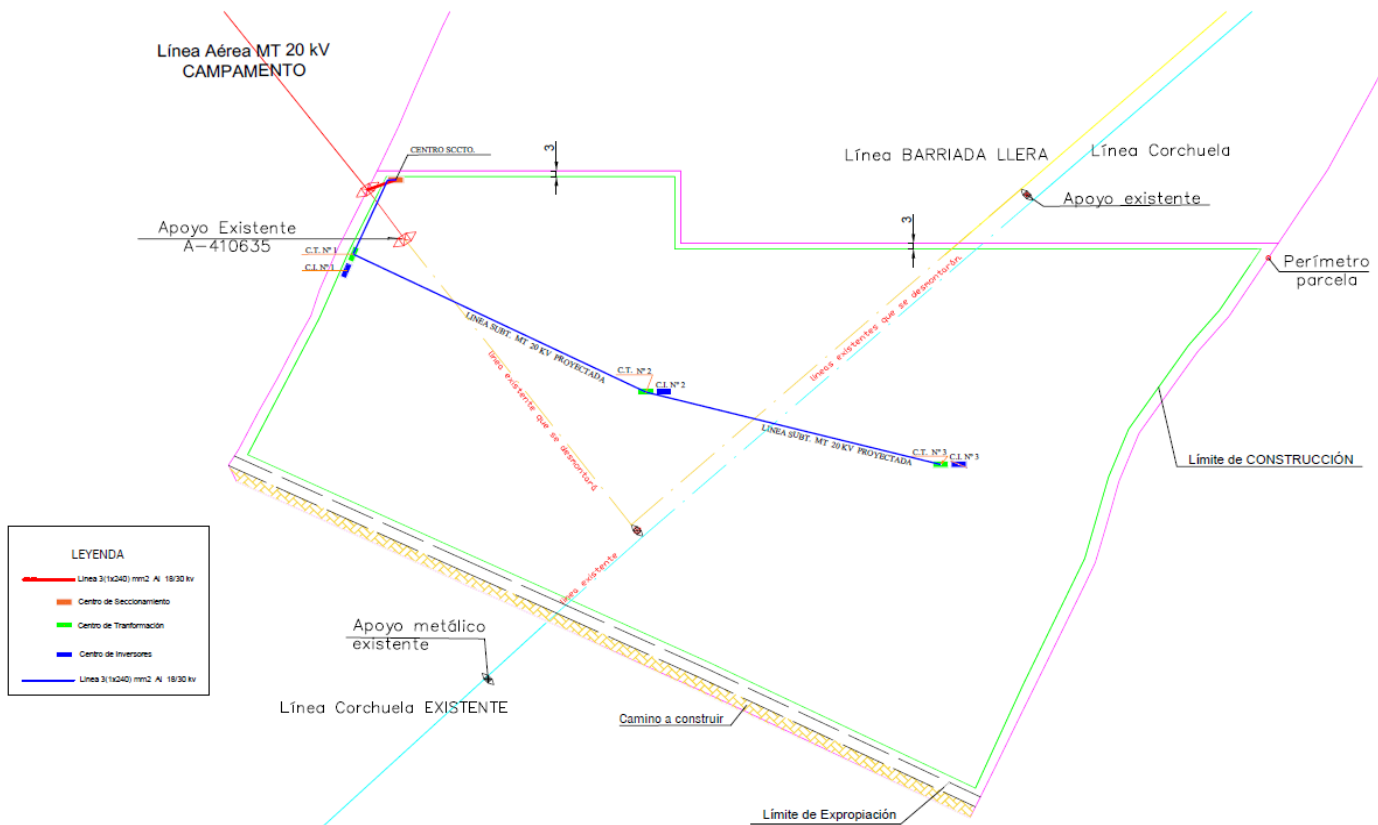 Línea Aérea MT 20 kV
CAMPAMENTO
CENTRO SCCTO.
3
Línea BARRIADA LLERA
Línea Corchuela
Apoyo existente
Apoyo Existente
A-410635
3
C.T. Nº 1
C.I. Nº 1
Perímetro
parcela
LINEA SUBT. MT 20 KV PROYECTADA
línea existente que se desmontará
líneas existentes que se desmontarán
C.T. Nº 2
C.I. Nº 2
LINEA SUBT. MT 20 KV PROYECTADA
C.T. Nº 3
C.I. Nº 3
Límite de CONSTRUCCIÓN
línea existente
LEYENDA
Línea 3(1x240) mm2 Al 18/30 kv
Centro de Seccionamiento
Centro de Tranformación
Centro de Inversores
Línea 3(1x240) mm2 Al 18/30 kv
Apoyo metálico
existente
Línea Corchuela EXISTENTE
Camino a construir
Límite de Expropiación